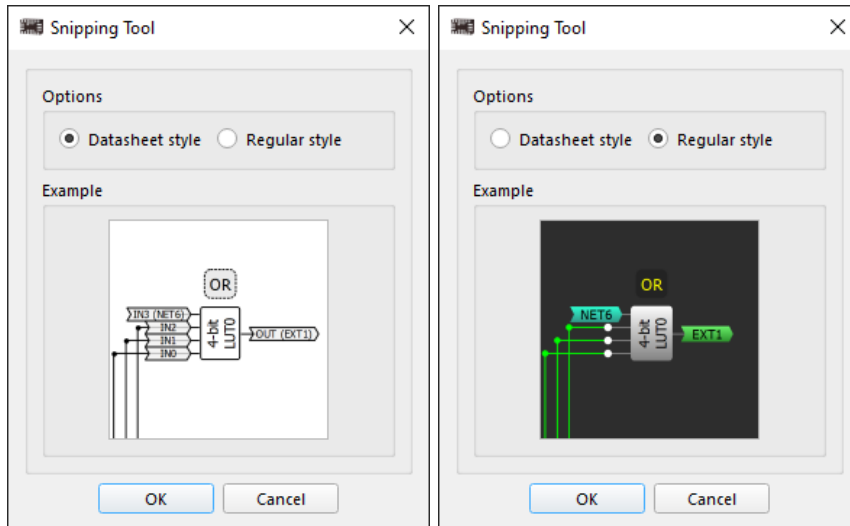 Snipping Tool
Options
Datasheet style Regular style
Example
OR
IN3 (NET6)
IN2
IN1
IN0
4-bit
LUT0
OUT (EXT1)
OK Cancel
Snipping Tool
Options
Datasheet style Regular style
Example
OR
NET6
4-bit
LUT0
EXT1
OK Cancel